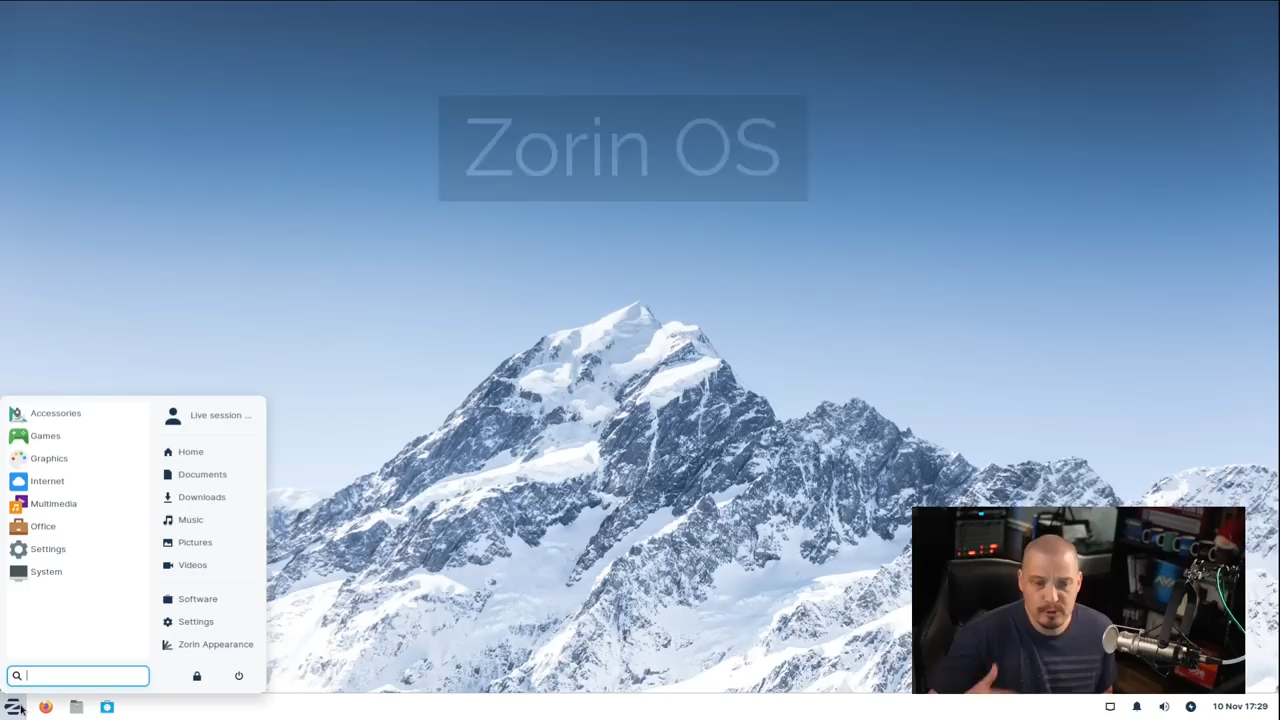 Zorin OS
Accessories
Games
Graphics
Internet
Multimedia
Office
Settings
System
Live session ...
Home
Documents
Downloads
Music
Pictures
Videos
Software
Settings
Zorin Appearance
10 Nov 17:29